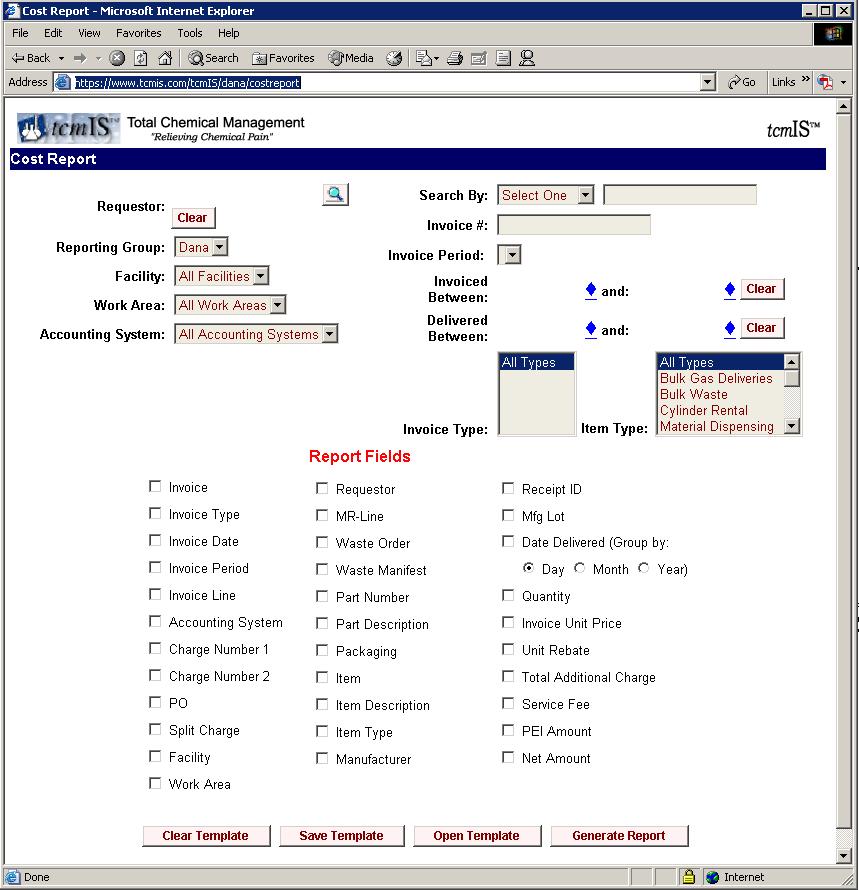 Cost Report - Microsoft Internet Explorer
File Edit View Favorites Tools Help
Back Search Favorites Media
Address https://www.tcmis.com/tcmIS/dana/costreport Go Links »
tcmIS™ Total Chemical Management
"Relieving Chemical Pain"
tcmIS™
Cost Report
Requestor:
Clear
Reporting Group: Dana
Facility: All Facilities
Work Area: All Work Areas
Accounting System: All Accounting Systems
Search By: Select One
Invoice #:
Invoice Period:
Invoiced
Between: and: Clear
Delivered
Between: and: Clear
Invoice Type: All Types
Item Type: All Types
Bulk Gas Deliveries
Bulk Waste
Cylinder Rental
Material Dispensing
Report Fields
Invoice
Invoice Type
Invoice Date
Invoice Period
Invoice Line
Accounting System
Charge Number 1
Charge Number 2
PO
Split Charge
Facility
Work Area
Requestor
MR-Line
Waste Order
Waste Manifest
Part Number
Part Description
Packaging
Item
Item Description
Item Type
Manufacturer
Receipt ID
Mfg Lot
Date Delivered (Group by:
Day Month Year)
Quantity
Invoice Unit Price
Unit Rebate
Total Additional Charge
Service Fee
PEI Amount
Net Amount
Clear Template Save Template Open Template Generate Report
Done Internet